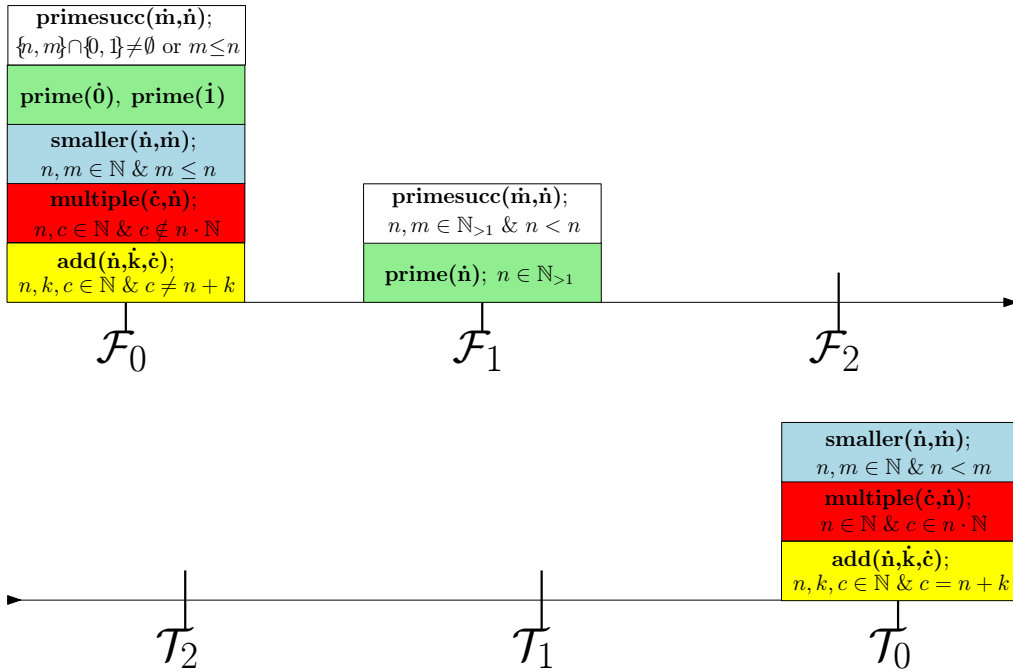 primesucc(ṁ,ṅ);
{n, m}∩{0, 1}≠∅ or m≤n
prime(0̇), prime(1̇)
smaller(ṅ,ṁ);
n, m ∈ ℕ & m ≤ n
multiple(ċ,ṅ);
n, c ∈ ℕ & c ∉ n · ℕ
add(ṅ,k̇,ċ);
n, k, c ∈ ℕ & c ≠ n + k
primesucc(ṁ,ṅ);
n, m ∈ ℕ>1 & n < n
prime(ṅ); n ∈ ℕ>1
ℱ0
ℱ1
ℱ2
smaller(ṅ,ṁ);
n, m ∈ ℕ & n < m
multiple(ċ,ṅ);
n ∈ ℕ & c ∈ n · ℕ
add(ṅ,k̇,ċ);
n, k, c ∈ ℕ & c = n + k
𝒯2
𝒯1
𝒯0